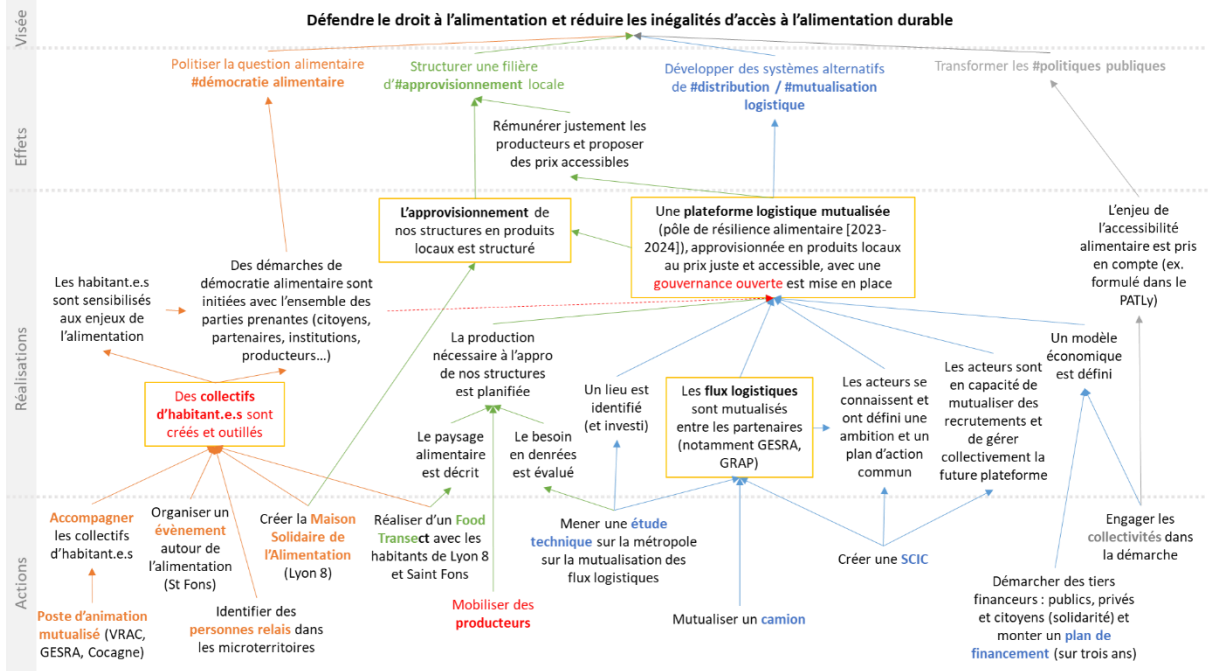 Visée
Défendre le droit à l'alimentation et réduire les inégalités d'accès à l'alimentation durable
Effets
Politiser la question alimentaire
#démocratie alimentaire
Structurer une filière
d'#approvisionnement locale
Développer des systèmes alternatifs
de #distribution / #mutualisation
logistique
Transformer les #politiques publiques
Rémunérer justement les
producteurs et proposer
des prix accessibles
Réalisations
L'approvisionnement de
nos structures en produits
locaux est structuré
Une plateforme logistique mutualisée
(pôle de résilience alimentaire [2023-
2024]), approvisionnée en produits locaux
au prix juste et accessible, avec une
gouvernance ouverte est mise en place
L'enjeu de
l'accessibilité
alimentaire est pris
en compte (ex.
formulé dans le
PATLy)
Les habitant.e.s
sont sensibilisés
aux enjeux de
l'alimentation
Des démarches de
démocratie alimentaire sont
initiées avec l'ensemble des
parties prenantes (citoyens,
partenaires, institutions,
producteurs…)
La production
nécessaire à l'appro
de nos structures
est planifiée
Un modèle
économique
est défini
Des collectifs
d'habitant.e.s sont
créés et outillés
Un lieu est
identifié
(et investi)
Les flux logistiques
sont mutualisés
entre les partenaires
(notamment GESRA,
GRAP)
Les acteurs se
connaissent et
ont défini une
ambition et un
plan d'action
commun
Les acteurs sont
en capacité de
mutualiser des
recrutements et
de gérer
collectivement la
future plateforme
Le paysage
alimentaire
est décrit
Le besoin
en denrées
est évalué
Actions
Accompagner
les collectifs
d'habitant.e.s
Organiser un
évènement
autour de
l'alimentation
(St Fons)
Créer la Maison
Solidaire de
l'Alimentation
(Lyon 8)
Réaliser d'un Food
Transect avec les
habitants de Lyon 8
et Saint Fons
Mener une étude
technique sur la métropole
sur la mutualisation des
flux logistiques
Créer une SCIC
Engager les
collectivités dans
la démarche
Poste d'animation
mutualisé (VRAC,
GESRA, Cocagne)
Identifier des
personnes relais dans
les microterritoires
Mobiliser des
producteurs
Mutualiser un camion
Démarcher des tiers
financeurs : publics, privés
et citoyens (solidarité) et
monter un plan de
financement (sur trois ans)